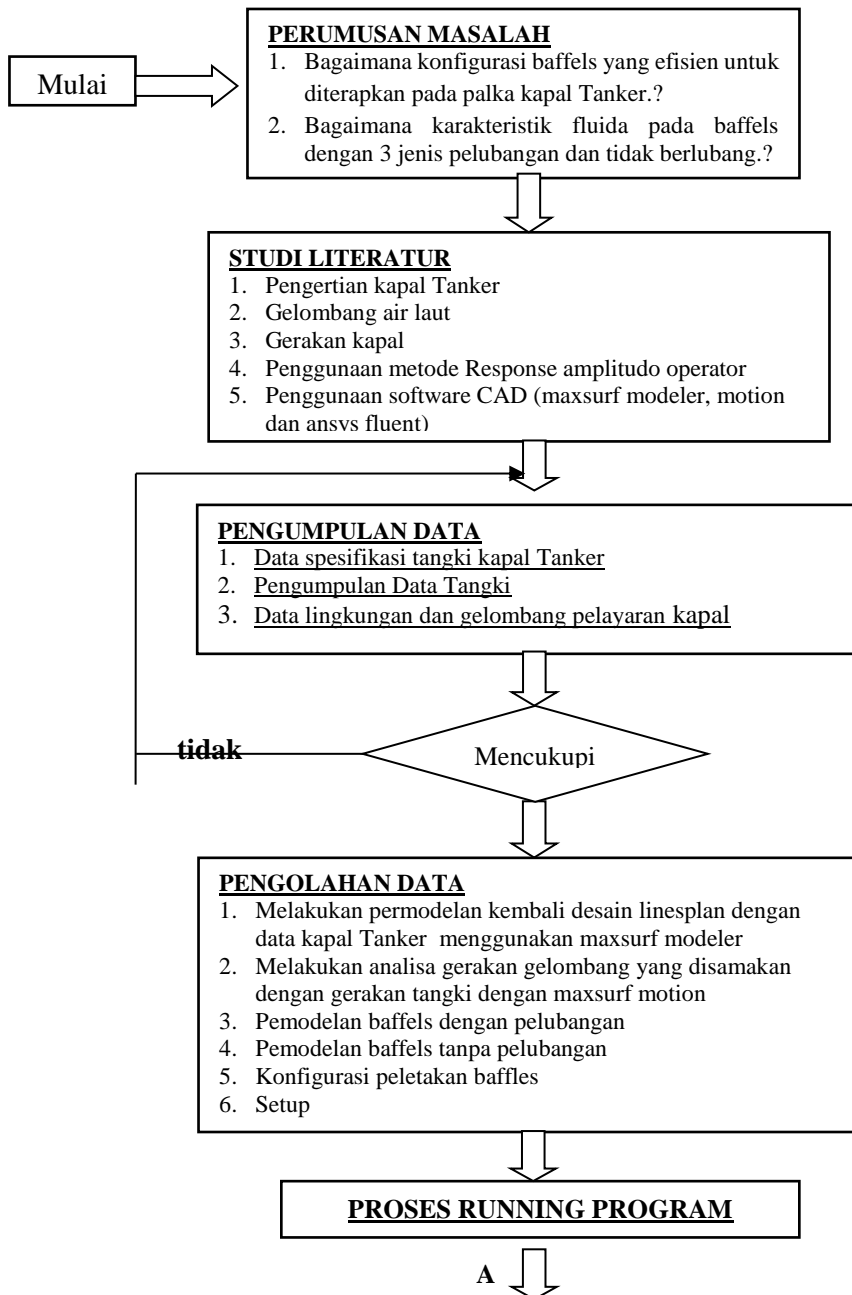 PERUMUSAN MASALAH
1. Bagaimana konfigurasi baffels yang efisien untuk
diterapkan pada palka kapal Tanker.?
2. Bagaimana karakteristik fluida pada baffels
dengan 3 jenis pelubangan dan tidak berlubang.?
Mulai
STUDI LITERATUR
1. Pengertian kapal Tanker
2. Gelombang air laut
3. Gerakan kapal
4. Penggunaan metode Response amplitudo operator
5. Penggunaan software CAD (maxsurf modeler, motion
dan ansys fluent)
PENGUMPULAN DATA
1. Data spesifikasi tangki kapal Tanker
2. Pengumpulan Data Tangki
3. Data lingkungan dan gelombang pelayaran kapal
tidak
Mencukupi
PENGOLAHAN DATA
1. Melakukan permodelan kembali desain linesplan dengan
data kapal Tanker menggunakan maxsurf modeler
2. Melakukan analisa gerakan gelombang yang disamakan
dengan gerakan tangki dengan maxsurf motion
3. Pemodelan baffels dengan pelubangan
4. Pemodelan baffels tanpa pelubangan
5. Konfigurasi peletakan baffles
6. Setup
PROSES RUNNING PROGRAM
A